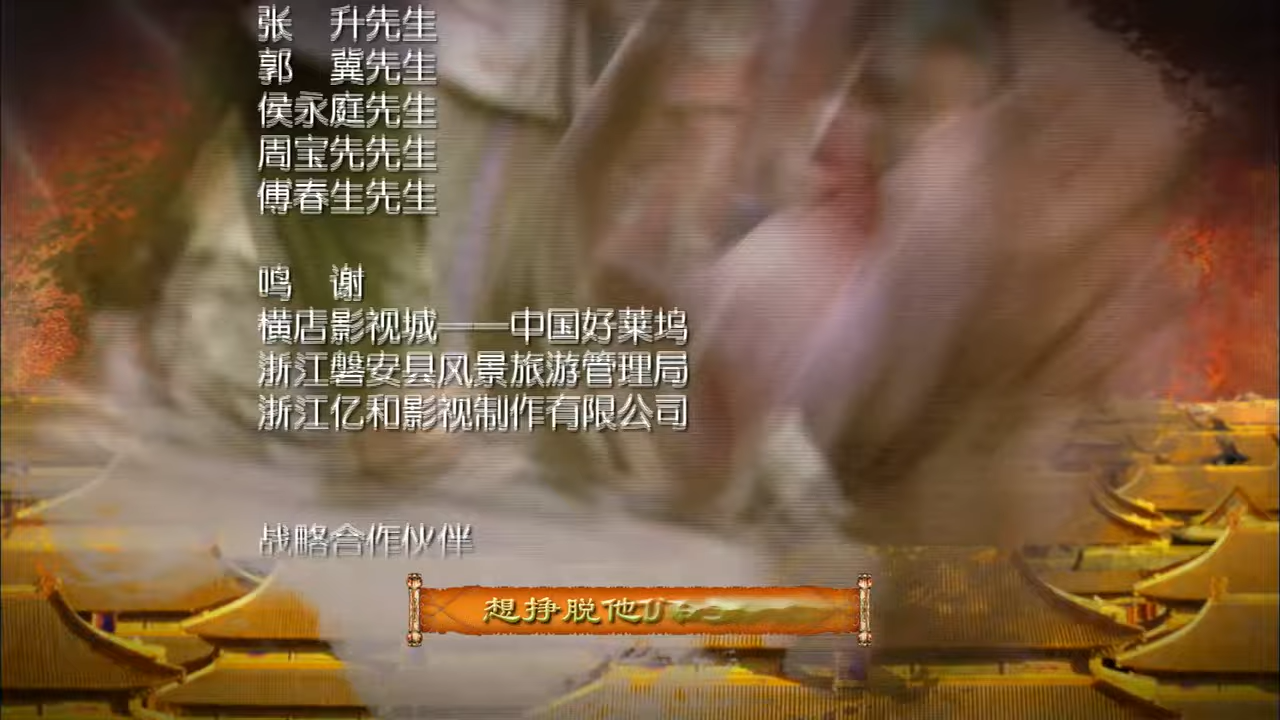 张　升先生
郭　冀先生
侯永庭先生
周宝先先生
傅春生先生
鸣　谢
横店影视城——中国好莱坞
浙江磐安县风景旅游管理局
浙江亿和影视制作有限公司
战略合作伙伴
想挣脱他